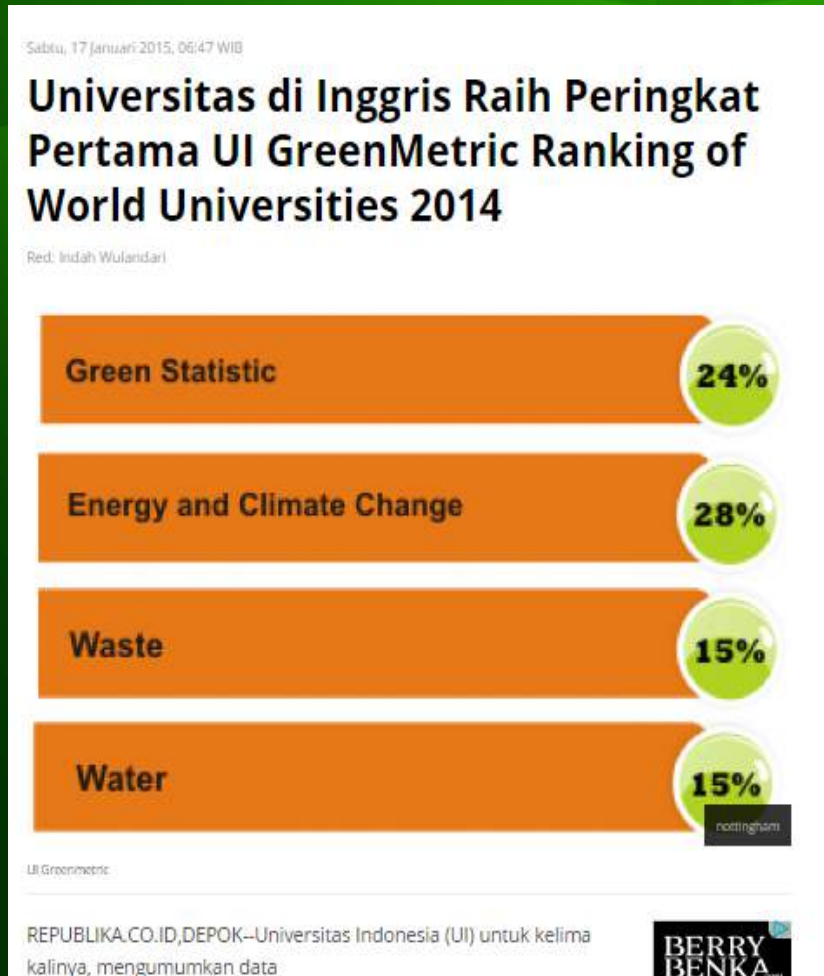 Sabtu, 17 Januari 2015, 06:47 WIB
Universitas di Inggris Raih Peringkat
Pertama UI GreenMetric Ranking of
World Universities 2014
Red: Indah Wulandari
Green Statistic
24%
Energy and Climate Change
28%
Waste
15%
Water
15%
nottingham
UI Greenmetric
REPUBLIKA.CO.ID,DEPOK--Universitas Indonesia (UI) untuk kelima
kalinya, mengumumkan data
BERRY
BENKA